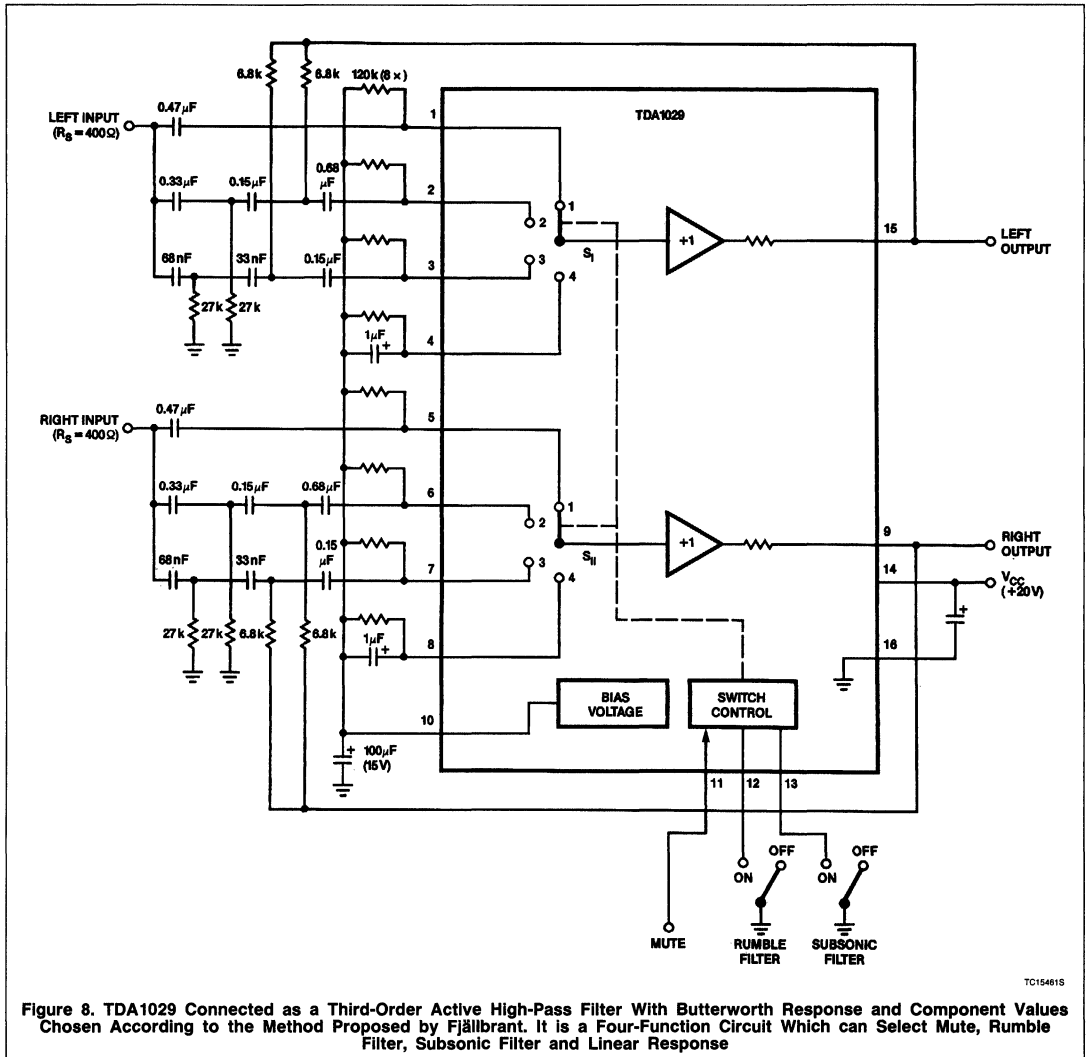 6.8k
6.8k
120k (8 ×)
TDA1029
0.47μF
1
LEFT INPUT
(RS = 400Ω)
0.33μF
0.15μF
0.68
μF
2
1
2
15
LEFT
OUTPUT
+1
SI
68nF
33nF
0.15μF
3
3
4
27k
27k
1μF
+
4
0.47μF
5
RIGHT INPUT
(RS = 400Ω)
0.33μF
0.15μF
0.68μF
6
1
2
9
RIGHT
OUTPUT
+1
SII
68nF
33nF
0.15
μF
7
3
4
14
VCC
(+20V)
+
27k
27k
6.8k
6.8k
1μF
+
8
16
BIAS
VOLTAGE
SWITCH
CONTROL
10
+
100μF
(15V)
11
12
13
OFF
OFF
ON
ON
MUTE
RUMBLE
FILTER
SUBSONIC
FILTER
TC15461S
Figure 8. TDA1029 Connected as a Third-Order Active High-Pass Filter With Butterworth Response and Component Values
Chosen According to the Method Proposed by Fjällbrant. It is a Four-Function Circuit Which can Select Mute, Rumble
Filter, Subsonic Filter and Linear Response